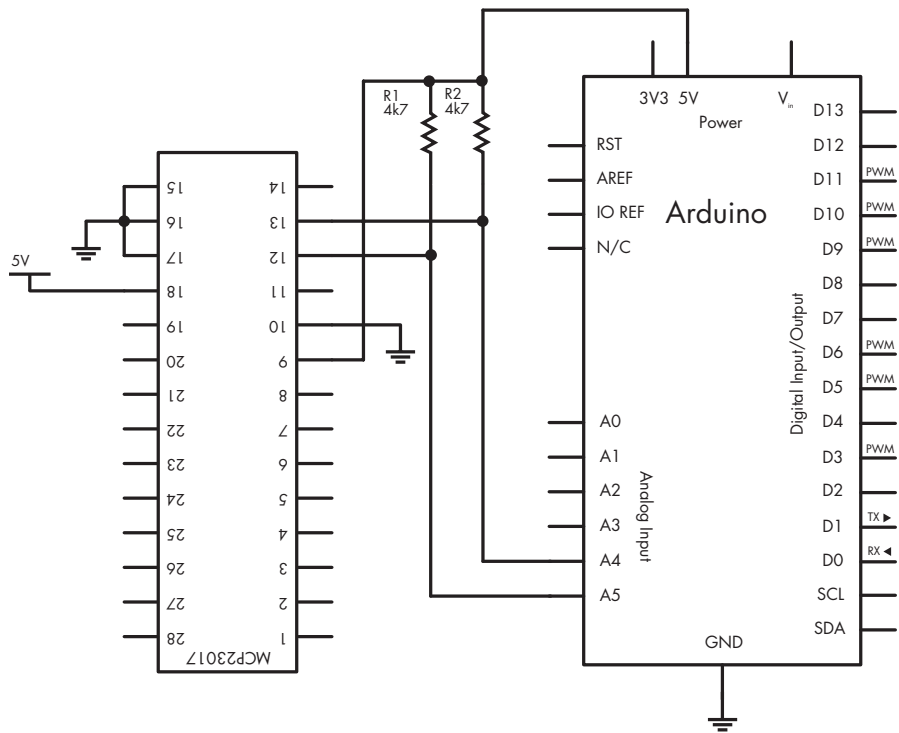 R1
4k7
R2
4k7
5V
15
16
17
18
19
20
21
22
23
24
25
26
27
28
14
13
12
11
10
9
8
7
6
5
4
3
2
1
MCP23017
3V3 5V
Vin
Power
Arduino
RST
AREF
IO REF
N/C
A0
A1
A2
A3
A4
A5
Analog Input
Digital Input/Output
D13
D12
D11 PWM
D10 PWM
D9 PWM
D8
D7
D6 PWM
D5 PWM
D4
D3 PWM
D2
D1 TX ►
D0 RX ◄
SCL
SDA
GND